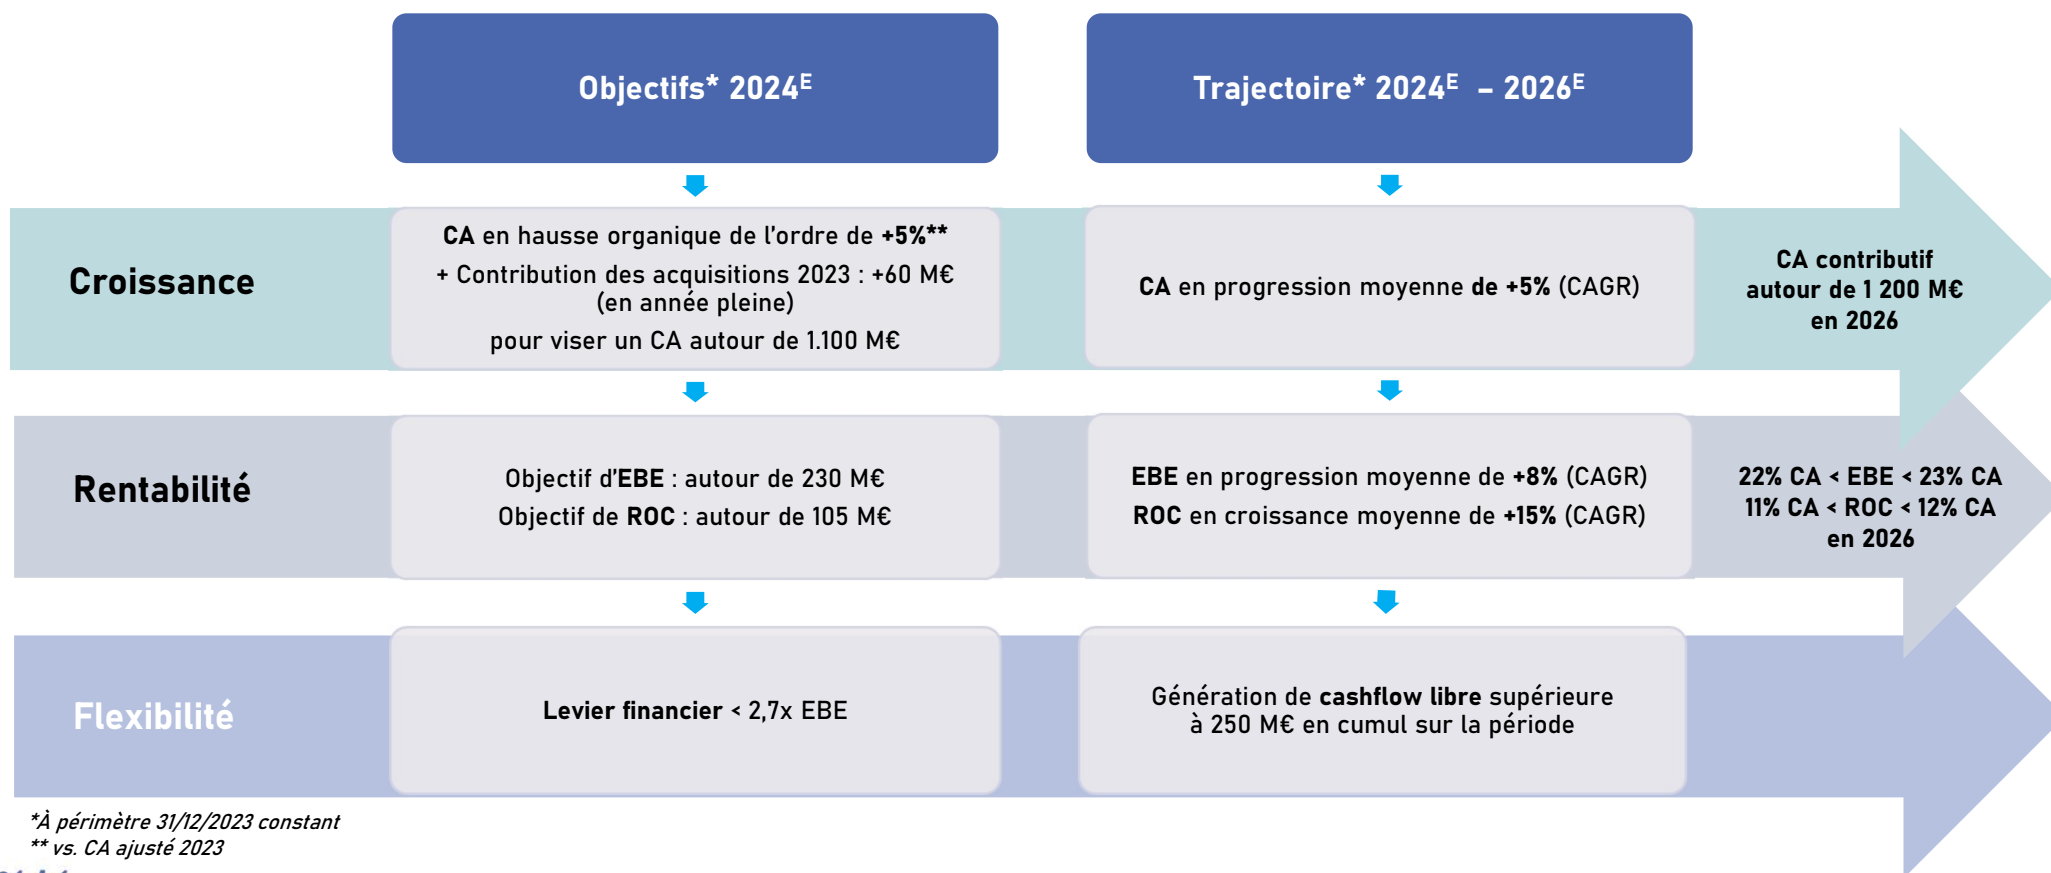 Objectifs* 2024ᴱ
Trajectoire* 2024ᴱ – 2026ᴱ
Croissance
CA en hausse organique de l'ordre de +5%**
+ Contribution des acquisitions 2023 : +60 M€
(en année pleine)
pour viser un CA autour de 1.100 M€
CA en progression moyenne de +5% (CAGR)
CA contributif
autour de 1 200 M€
en 2026
Rentabilité
Objectif d'EBE : autour de 230 M€
Objectif de ROC : autour de 105 M€
EBE en progression moyenne de +8% (CAGR)
ROC en croissance moyenne de +15% (CAGR)
22% CA < EBE < 23% CA
11% CA < ROC < 12% CA
en 2026
Flexibilité
Levier financier < 2,7x EBE
Génération de cashflow libre supérieure
à 250 M€ en cumul sur la période
*À périmètre 31/12/2023 constant
** vs. CA ajusté 2023